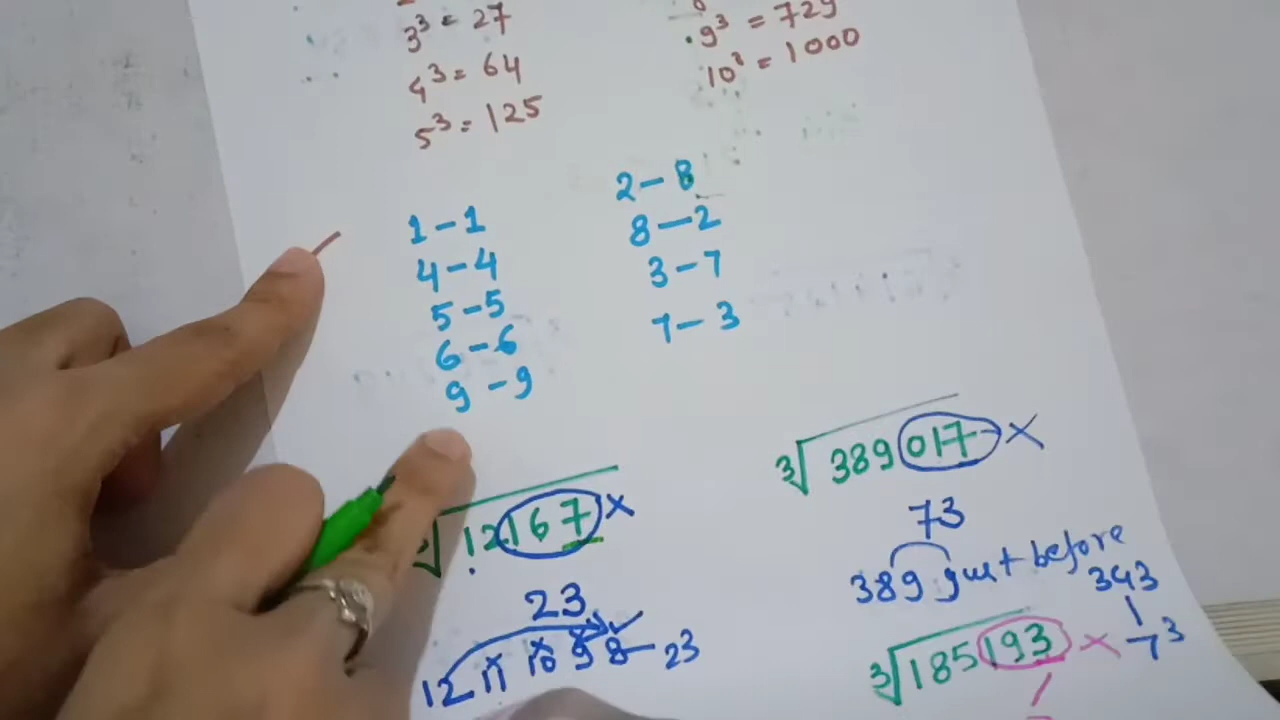 3³ = 27
4³ = 64
5³ = 125
9³ = 729
10³ = 1000
1 - 1
4 - 4
5 - 5
6 - 6
9 - 9
2 - 8
8 - 2
3 - 7
7 - 3
∛12167 ×
23
12 11 10 9 8 - 2³
∛389017 ×
73
389 just before
343
7³
∛185193 ×